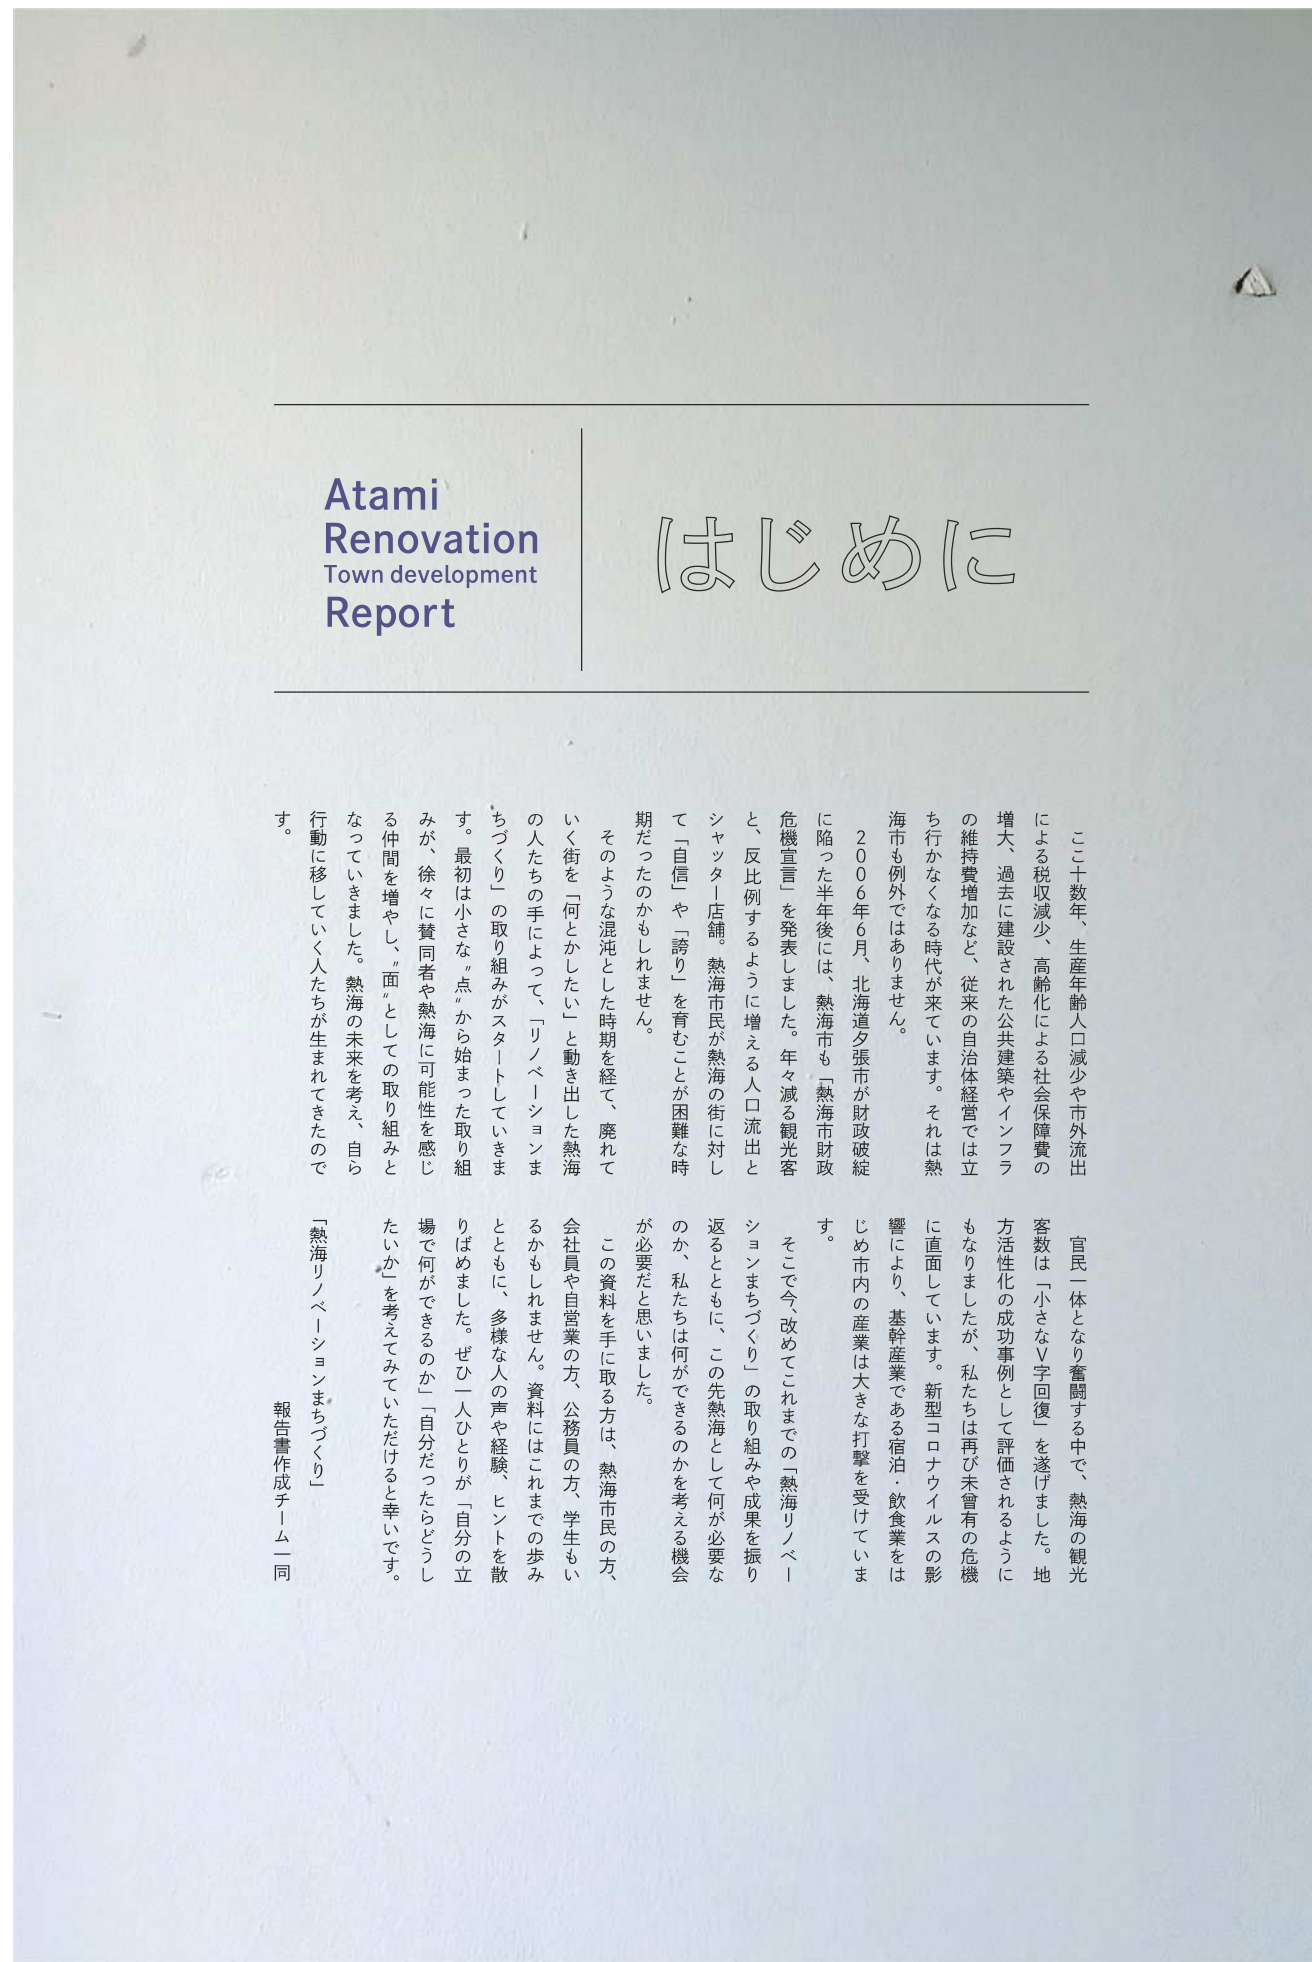 Atami
Renovation
Town development
Report
はじめに
ここ十数年、生産年齢人口減少や市外流出
による税収減少、高齢化による社会保障費の
増大、過去に建設された公共建築やインフラ
の維持費増加など、従来の自治体経営では立
ち行かなくなる時代が来ています。それは熱
海市も例外ではありません。
2006年6月、北海道夕張市が財政破綻
に陥った半年後には、熱海市も「熱海市財政
危機宣言」を発表しました。年々減る観光客
と、反比例するように増える人口流出と
シャッター店舗。熱海市民が熱海の街に対し
て「自信」や「誇り」を育むことが困難な時
期だったのかもしれません。
そのような混沌とした時期を経て、廃れて
いく街を「何とかしたい」と動き出した熱海
の人たちの手によって、「リノベーションま
ちづくり」の取り組みがスタートしていきま
す。最初は小さな〝点〟から始まった取り組
みが、徐々に賛同者や熱海に可能性を感じ
る仲間を増やし、〝面〟としての取り組みと
なっていきました。熱海の未来を考え、自ら
行動に移していく人たちが生まれてきたので
す。
官民一体となり奮闘する中で、熱海の観光
客数は「小さなV字回復」を遂げました。地
方活性化の成功事例として評価されるように
もなりましたが、私たちは再び未曾有の危機
に直面しています。新型コロナウイルスの影
響により、基幹産業である宿泊・飲食業をは
じめ市内の産業は大きな打撃を受けていま
す。
そこで今、改めてこれまでの「熱海リノベー
ションまちづくり」の取り組みや成果を振り
返るとともに、この先熱海として何が必要な
のか、私たちは何ができるのかを考える機会
が必要だと思いました。
この資料を手に取る方は、熱海市民の方、
会社員や自営業の方、公務員の方、学生もい
るかもしれません。資料にはこれまでの歩み
とともに、多様な人の声や経験、ヒントを散
りばめました。ぜひ一人ひとりが「自分の立
場で何ができるのか」「自分だったらどうし
たいか」を考えてみていただけると幸いです。
「熱海リノベーションまちづくり」
報告書作成チーム一同